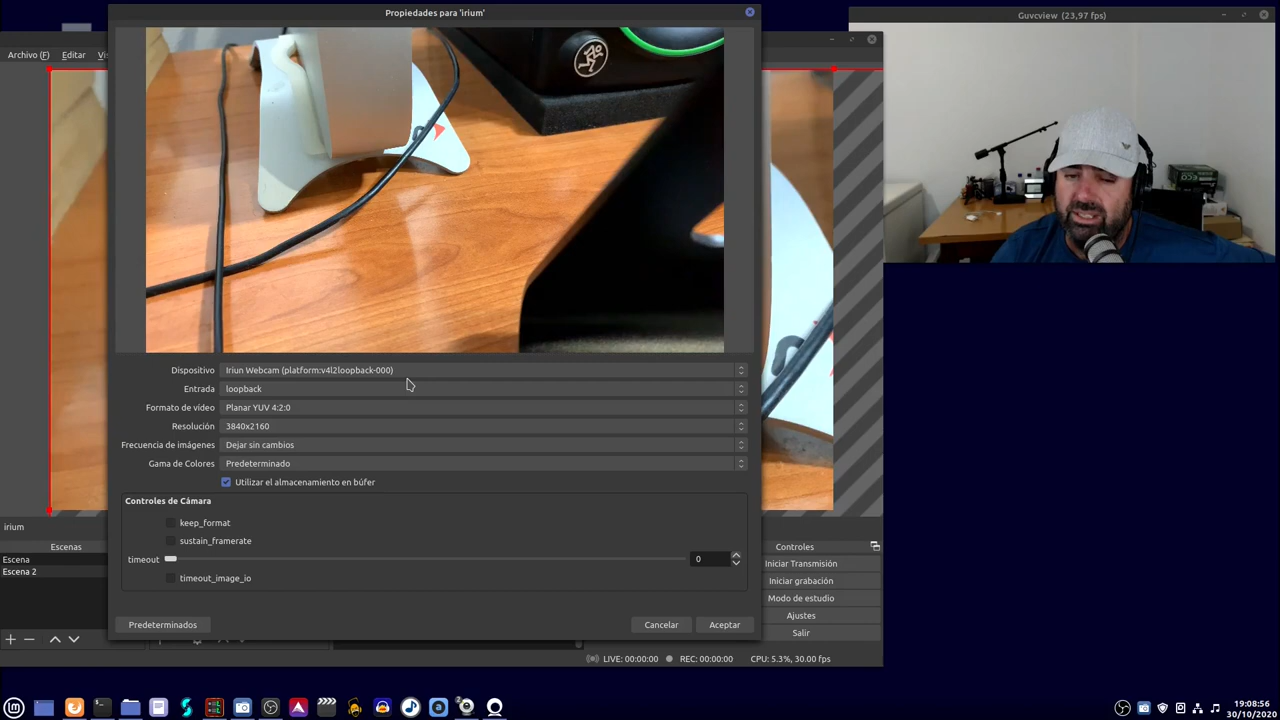 Propiedades para 'irium'
Guvcview (23,97 fps)
Archivo (F) Editar Vis
Dispositivo Iriun Webcam (platform:v4l2loopback-000)
Entrada loopback
Formato de vídeo Planar YUV 4:2:0
Resolución 3840x2160
Frecuencia de imágenes Dejar sin cambios
Gama de Colores Predeterminado
Utilizar el almacenamiento en búfer
Controles de Cámara
keep_format
sustain_framerate
timeout 0
timeout_image_io
Predeterminados Cancelar Aceptar
irium
Escenas
Escena
Escena 2
Controles
Iniciar Transmisión
Iniciar grabación
Modo de estudio
Ajustes
Salir
LIVE: 00:00:00 REC: 00:00:00 CPU: 5.3%, 30.00 fps
19:08:56
30/10/2020